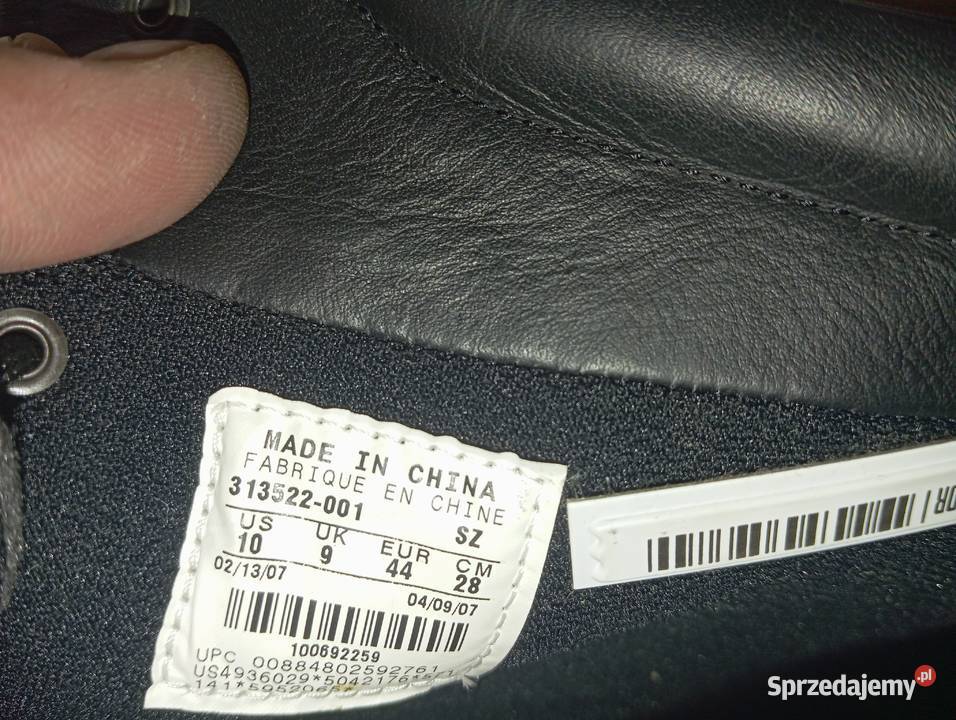 MADE IN CHINA
FABRIQUE EN CHINE
313522-001 SZ
US UK EUR CM
10 9 44 28
02/13/07 04/09/07
100692259
UPC 00884802592761
Sprzedajemy.pl